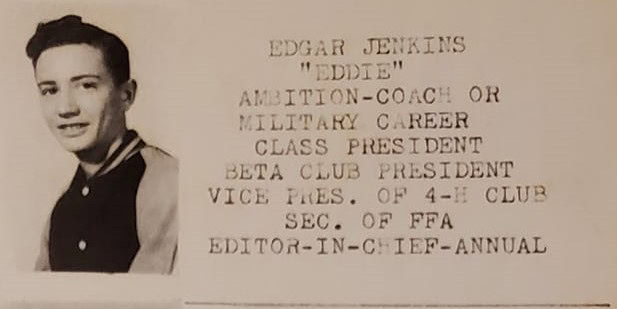 EDGAR JENKINS
"EDDIE"
AMBITION-COACH OR
MILITARY CAREER
CLASS PRESIDENT
BETA CLUB PRESIDENT
VICE PRES. OF 4-H CLUB
SEC. OF FFA
EDITOR-IN-CHIEF-ANNUAL